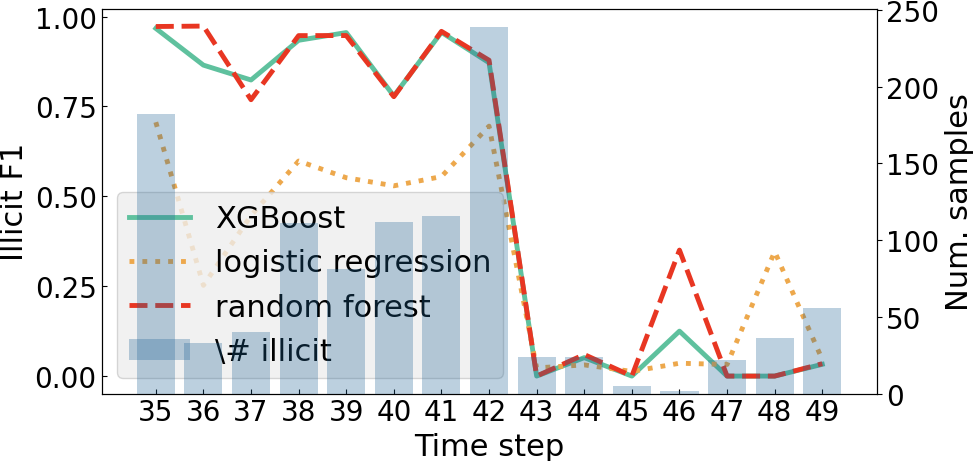 1.00
0.75
0.50
0.25
0.00
Illicit F1
250
200
150
100
50
0
Num. samples
XGBoost
logistic regression
random forest
\# illicit
35 36 37 38 39 40 41 42 43 44 45 46 47 48 49
Time step